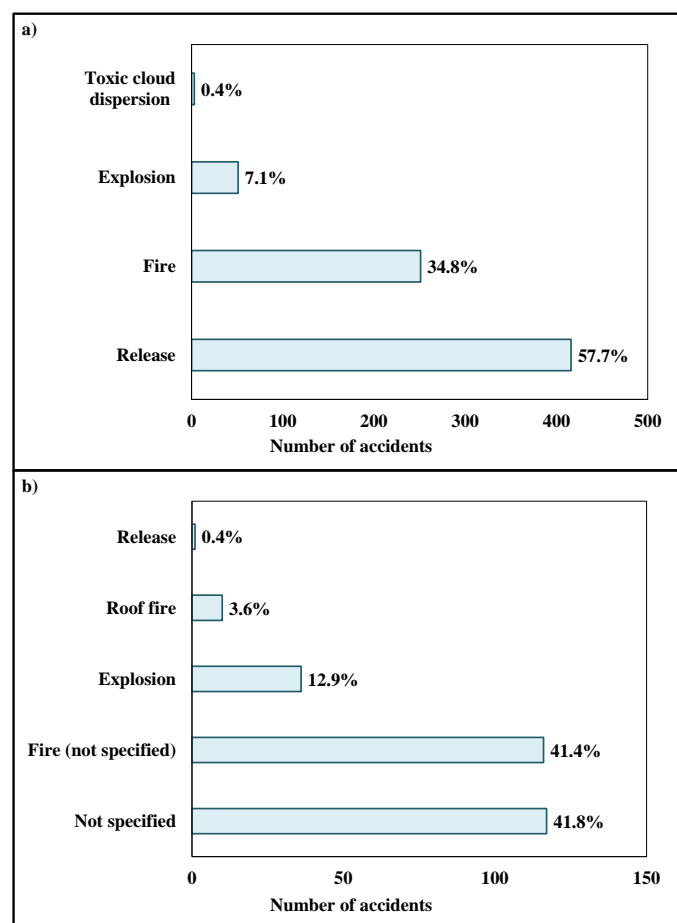 a)
Toxic cloud
dispersion
0.4%
Explosion
7.1%
Fire
34.8%
Release
57.7%
0 100 200 300 400 500
Number of accidents
b)
Release
0.4%
Roof fire
3.6%
Explosion
12.9%
Fire (not specified)
41.4%
Not specified
41.8%
0 50 100 150
Number of accidents